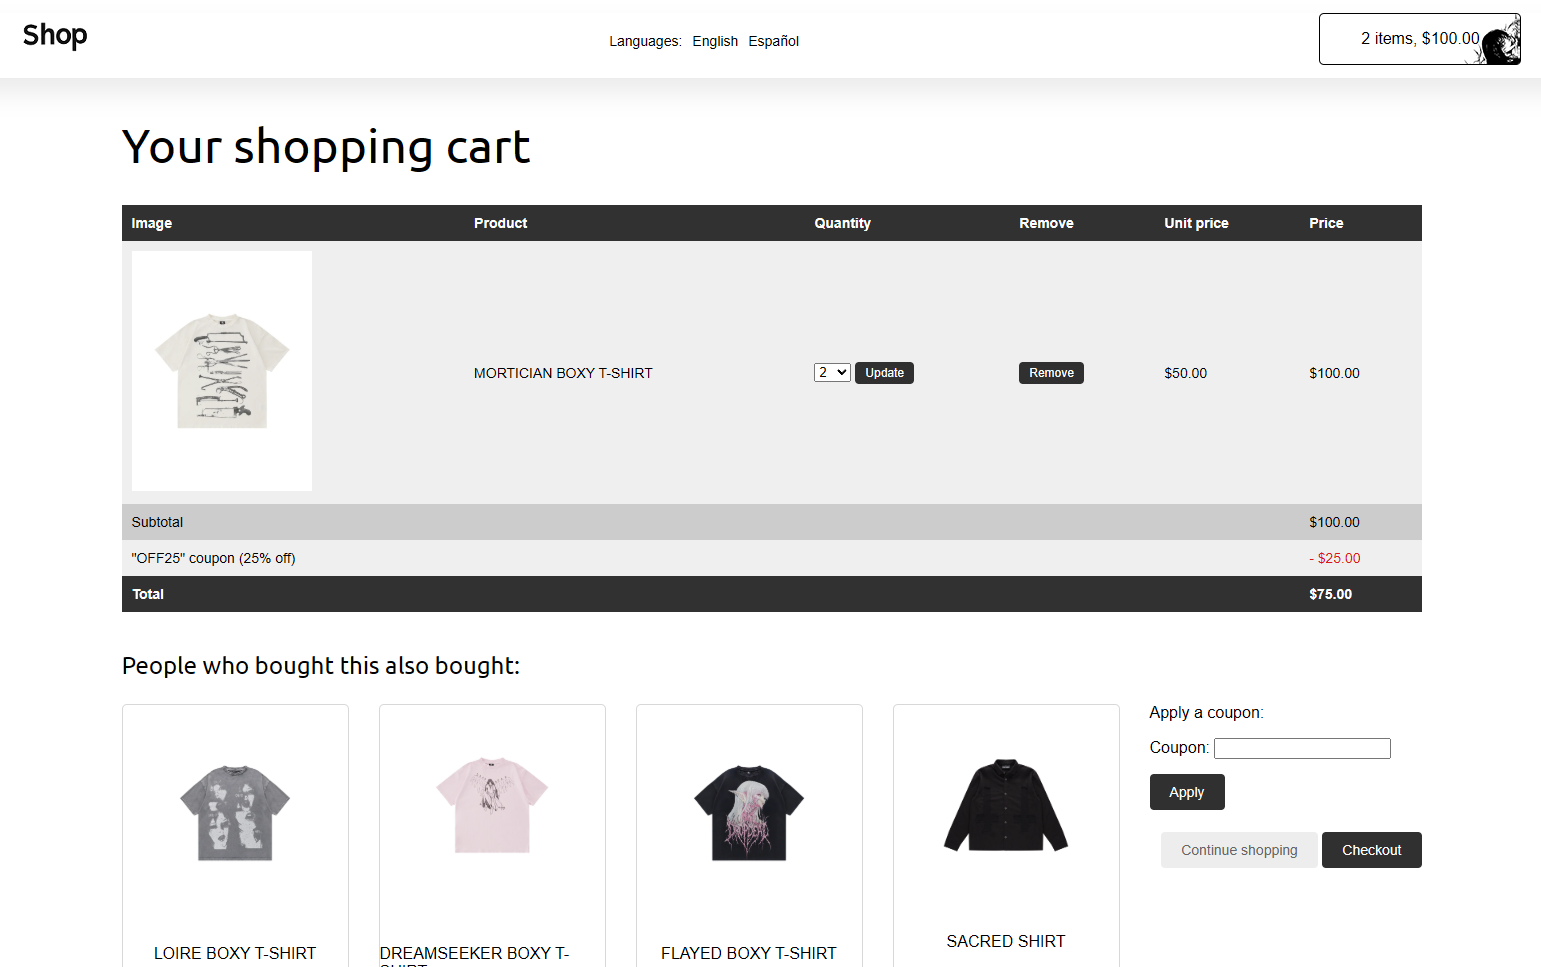 Shop
Languages: English Español
2 items, $100.00
Your shopping cart
Image Product Quantity Remove Unit price Price
MORTICIAN BOXY T-SHIRT 2 Update Remove $50.00 $100.00
Subtotal $100.00
"OFF25" coupon (25% off) - $25.00
Total $75.00
People who bought this also bought:
Apply a coupon:
Coupon:
Apply
Continue shopping Checkout
LOIRE BOXY T-SHIRT
DREAMSEEKER BOXY T-
FLAYED BOXY T-SHIRT
SACRED SHIRT